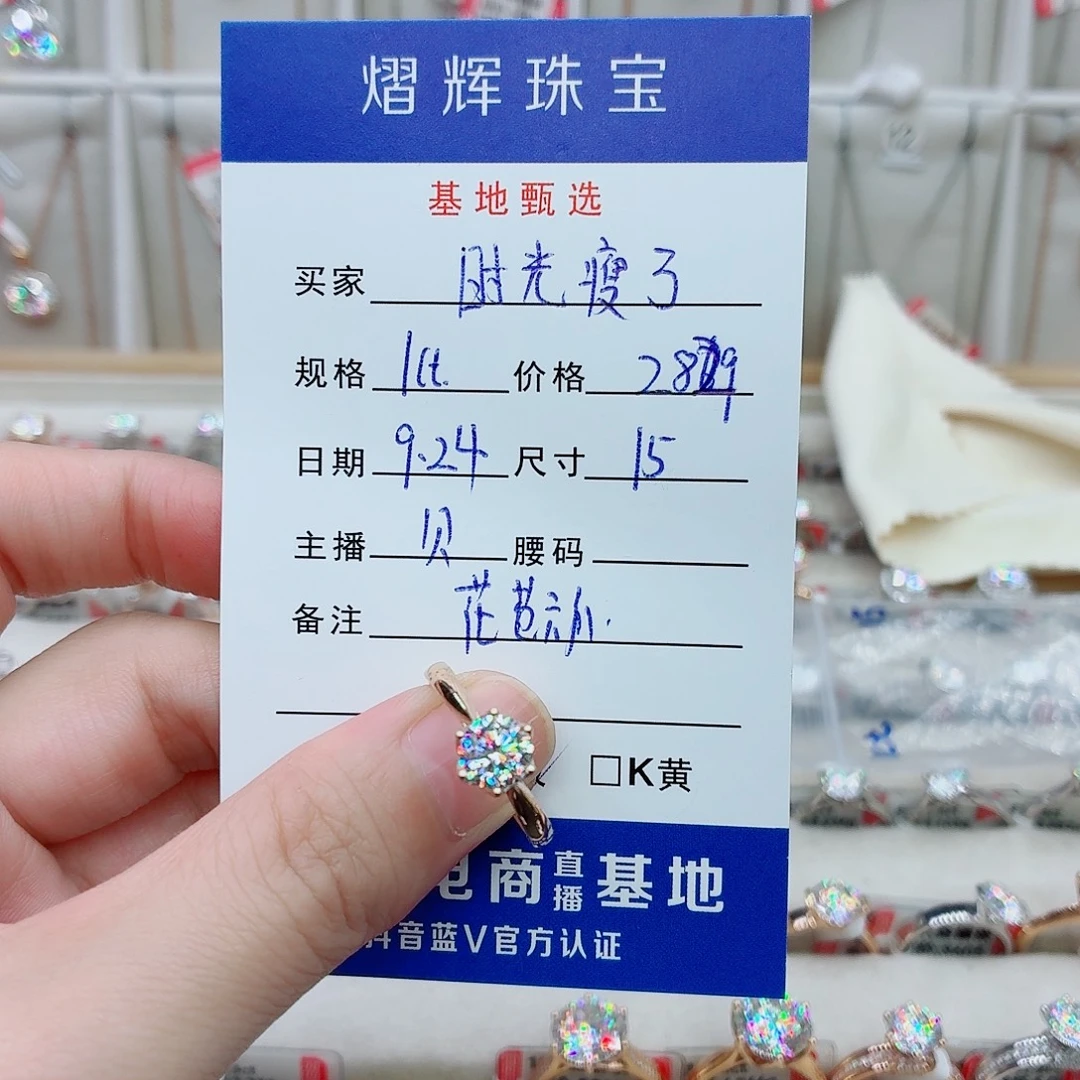 熠辉珠宝
基地甄选
买家 时光瘦了
规格 1ct 价格
日期 9.24 尺寸 15
主播 贝 腰码
备注 花苞六爪
□K黄
电商直播基地
抖音蓝V官方认证